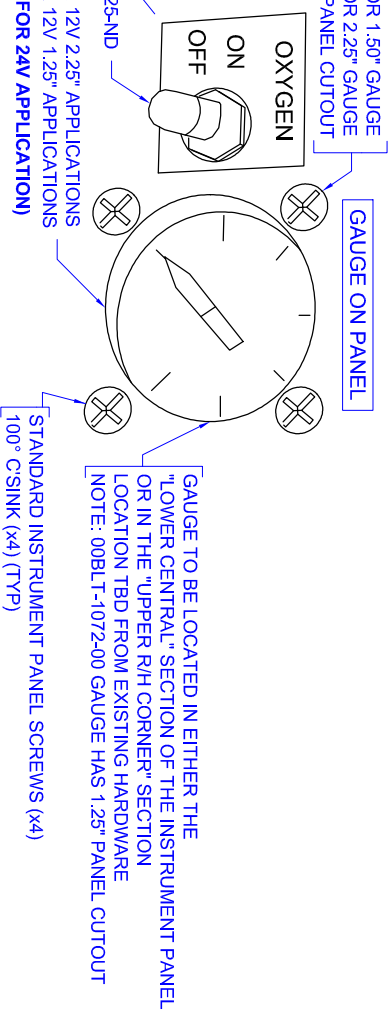 OR 1.50" GAUGE
OR 2.25" GAUGE
PANEL CUTOUT
GAUGE ON PANEL
OXYGEN
ON
OFF
25-ND
12V 2.25" APPLICATIONS
12V 1.25" APPLICATIONS
FOR 24V APPLICATION)
GAUGE TO BE LOCATED IN EITHER THE
"LOWER CENTRAL" SECTION OF THE INSTRUMENT PANEL
OR IN THE "UPPER R/H CORNER" SECTION
LOCATION TBD FROM EXISTING HARDWARE
NOTE: 00BLT-1072-00 GAUGE HAS 1.25" PANEL CUTOUT
STANDARD INSTRUMENT PANEL SCREWS (x4)
100° C'SINK (x4) (TYP)